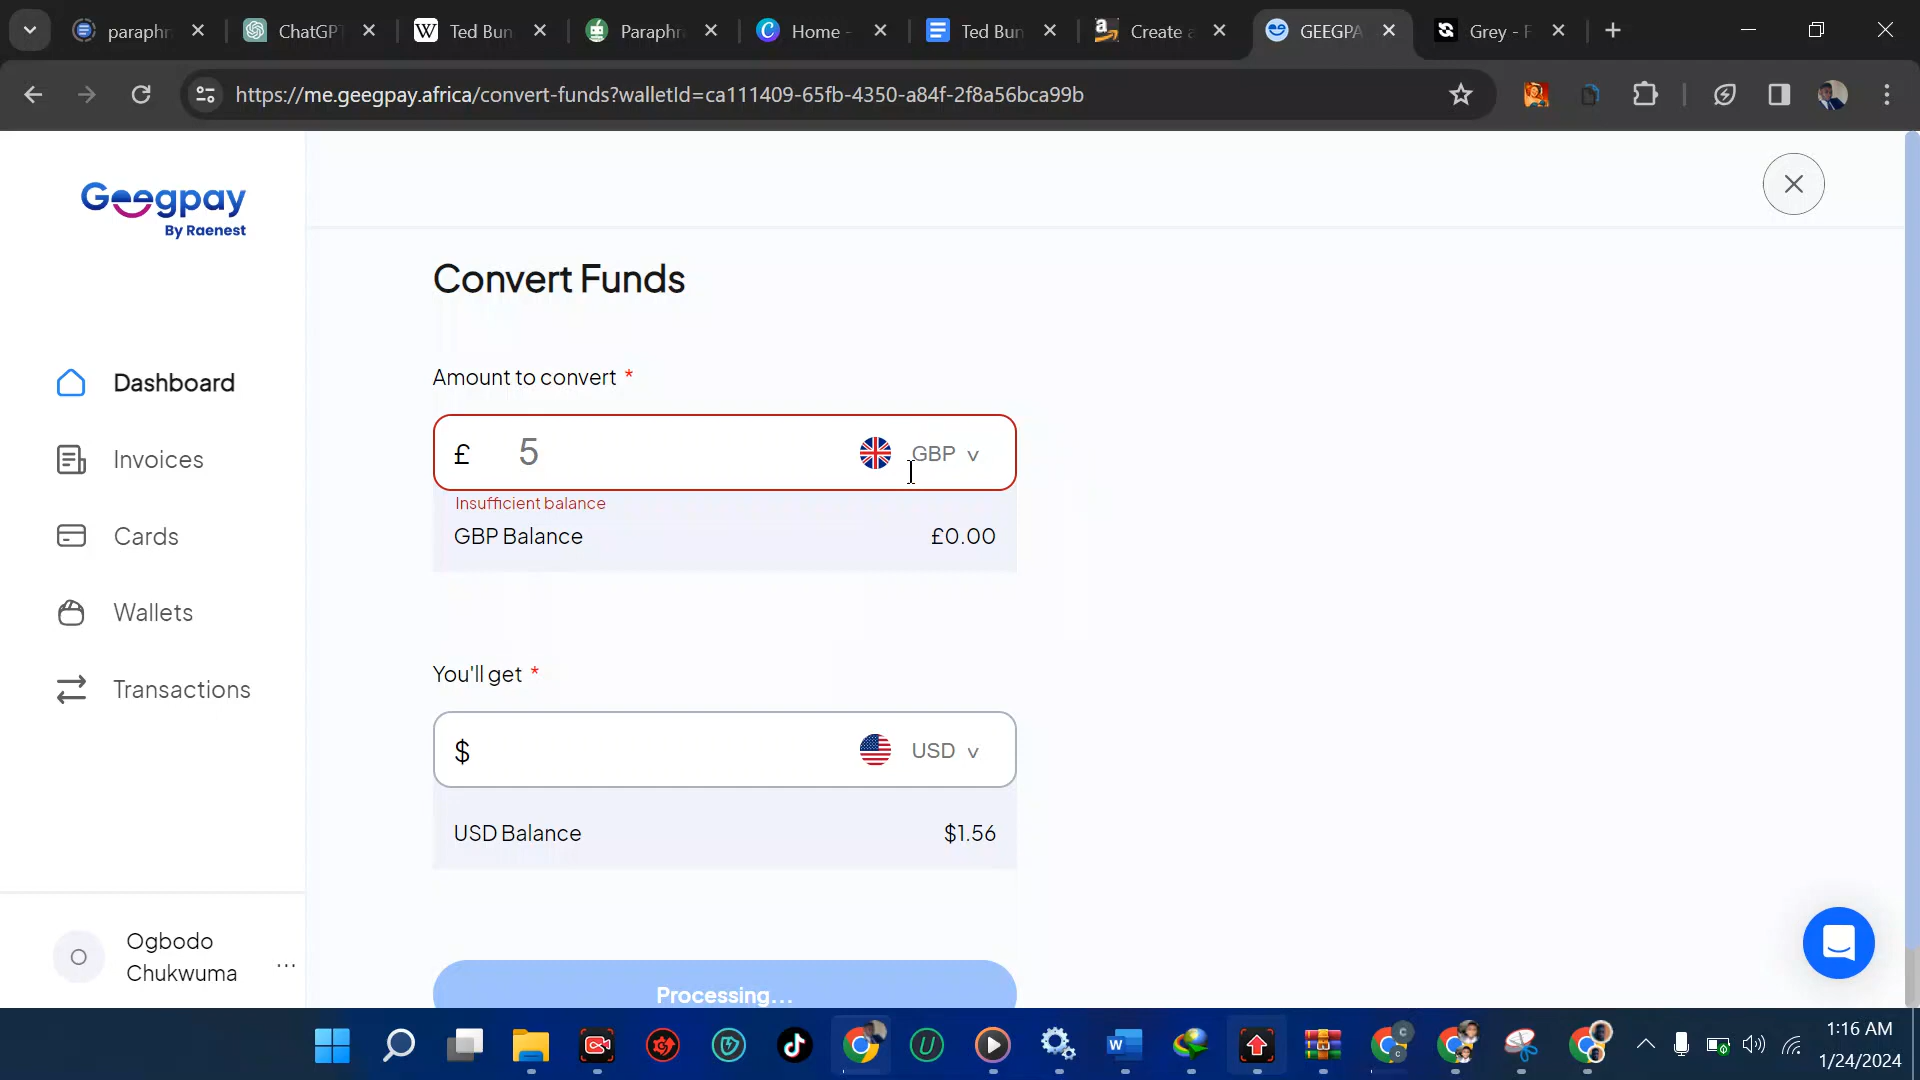 paraphr
ChatGPT
Ted Bun
Paraphr
Home -
Ted Bun
Create a
GEEGPA
Grey - F
https://me.geegpay.africa/convert-funds?walletId=ca111409-65fb-4350-a84f-2f8a56bca99b
Geegpay
By Raenest
Dashboard
Invoices
Cards
Wallets
Transactions
O
Ogbodo
Chukwuma
...
Convert Funds
Amount to convert *
£ 5 GBP
Insufficient balance
GBP Balance £0.00
You'll get *
$ USD
USD Balance $1.56
Processing...
1:16 AM
1/24/2024